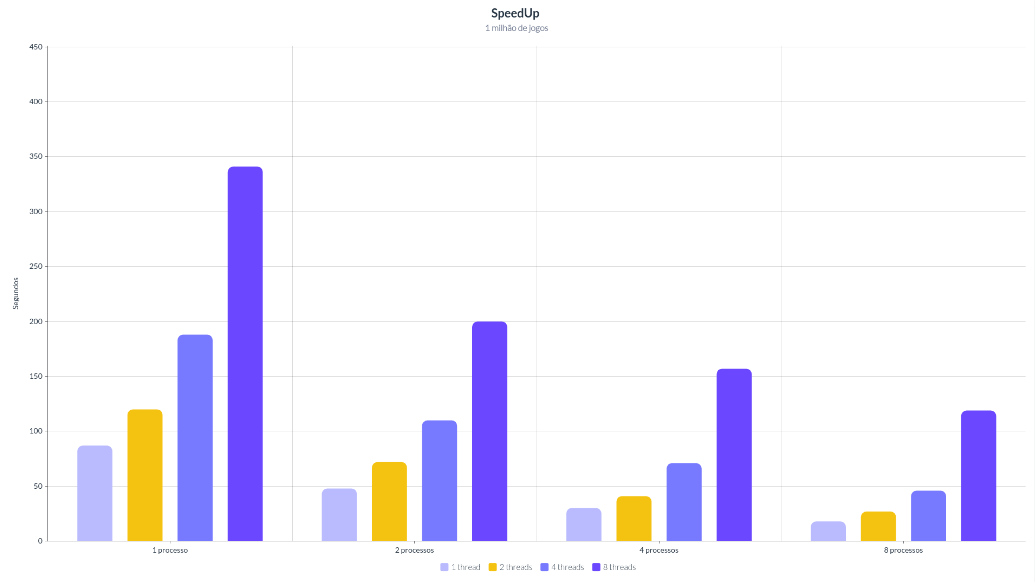 SpeedUp
1 milhão de jogos
450
400
350
300
250
200
150
100
50
0
Segundos
1 processo
2 processos
4 processos
8 processos
1 thread
2 threads
4 threads
8 threads